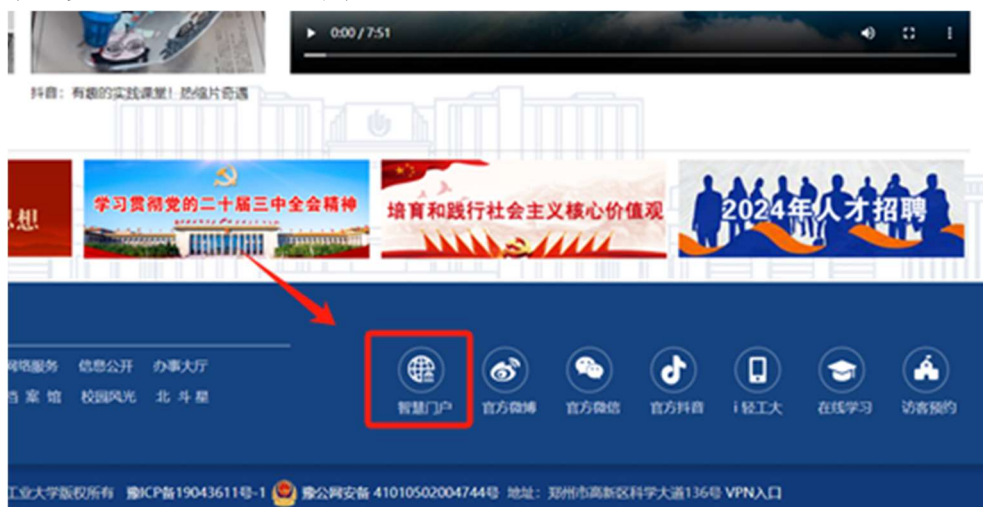 0:00 / 7:51
抖音：有趣的实践课堂！热缩片奇遇
思想
学习贯彻党的二十届三中全会精神
培育和践行社会主义核心价值观
2024年人才招聘
网络服务 信息公开 办事大厅
档案馆 校园风光 北斗星
智慧门户 官方微博 官方微信 官方抖音 i轻工大 在线学习 访客预约
工业大学版权所有 豫ICP备19043611号-1 豫公网安备 41010502004744号 地址：郑州市高新区科学大道136号 VPN入口